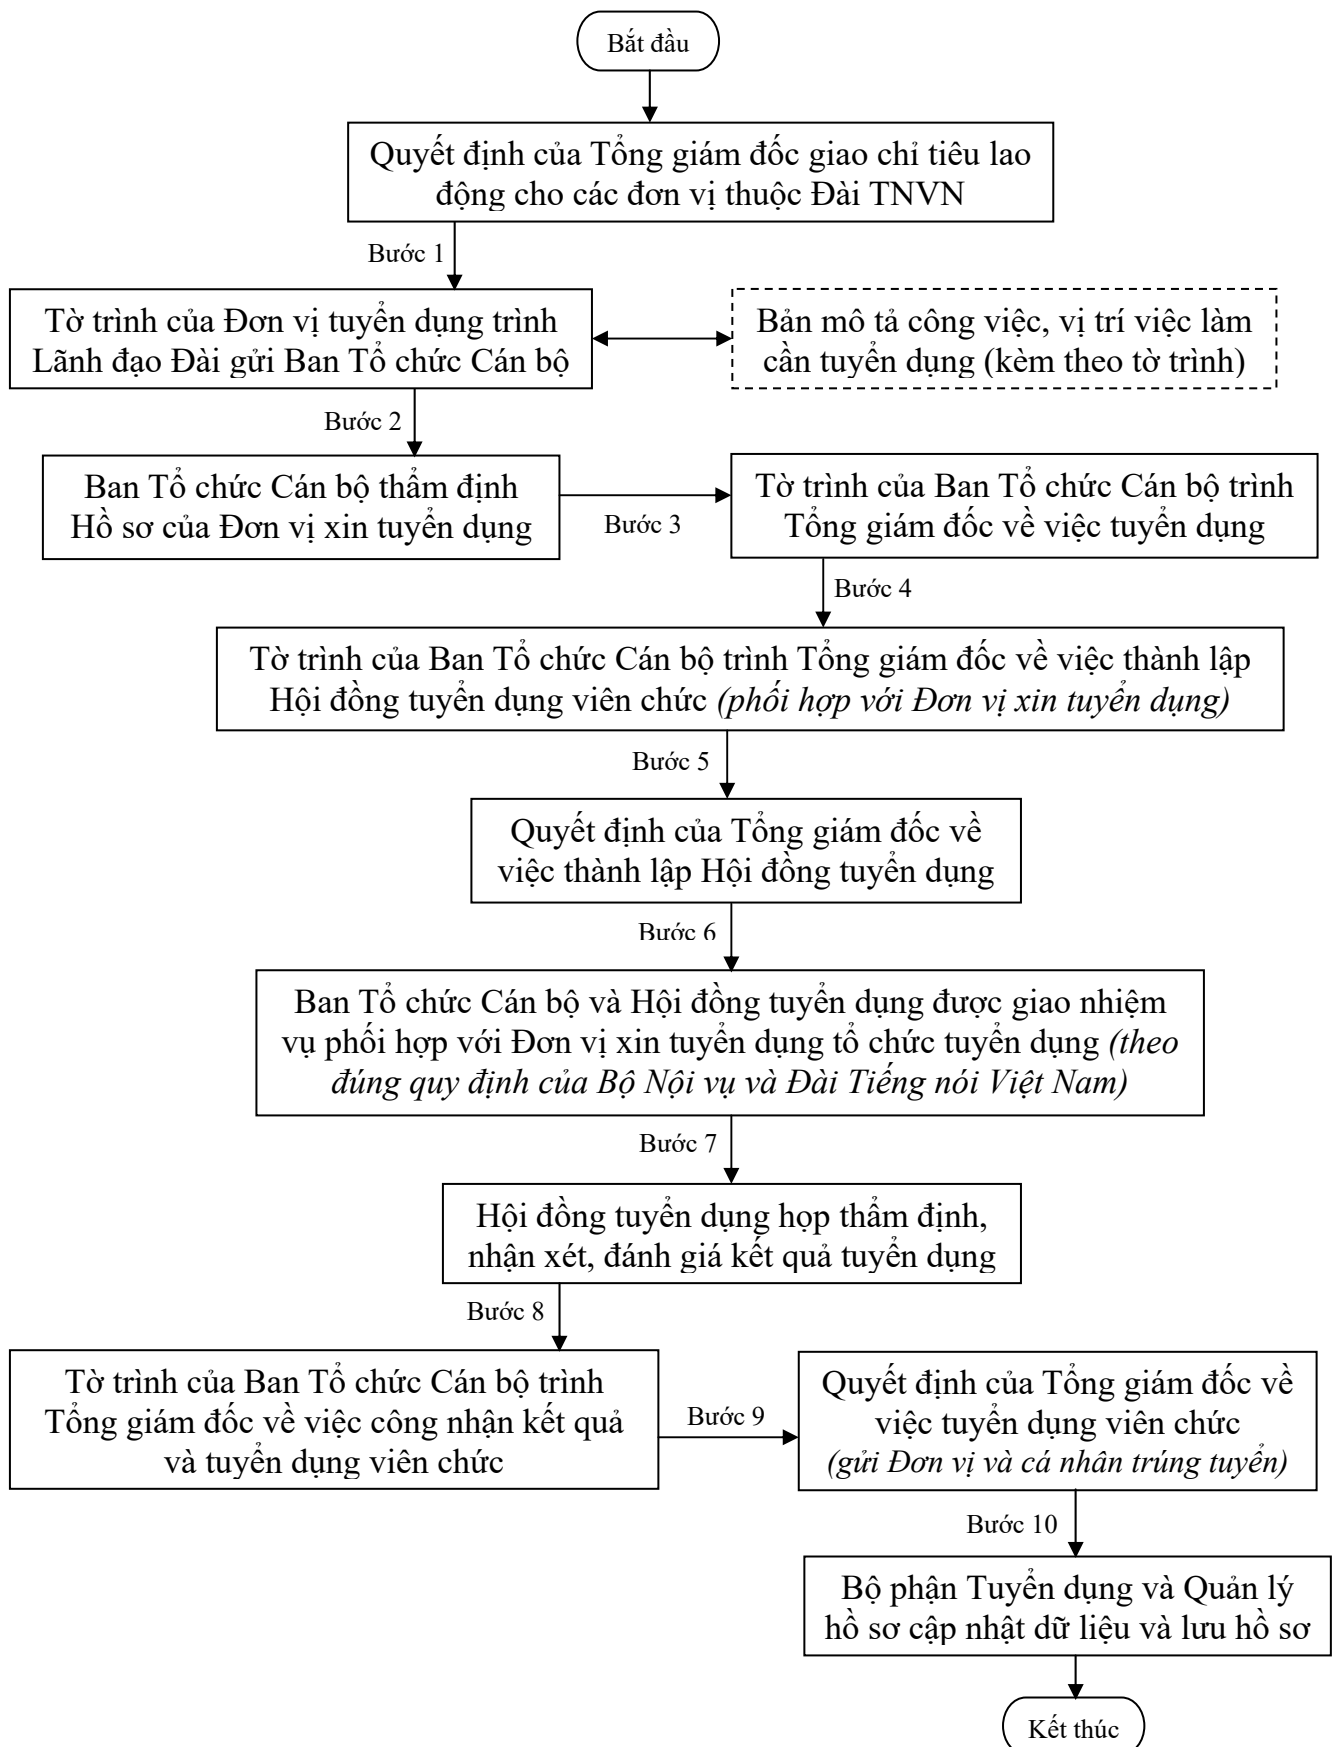 Bắt đầu
Quyết định của Tổng giám đốc giao chỉ tiêu lao
động cho các đơn vị thuộc Đài TNVN
Bước 1
Tờ trình của Đơn vị tuyển dụng trình
Lãnh đạo Đài gửi Ban Tổ chức Cán bộ
Bản mô tả công việc, vị trí việc làm
cần tuyển dụng (kèm theo tờ trình)
Bước 2
Ban Tổ chức Cán bộ thẩm định
Hồ sơ của Đơn vị xin tuyển dụng
Bước 3
Tờ trình của Ban Tổ chức Cán bộ trình
Tổng giám đốc về việc tuyển dụng
Bước 4
Tờ trình của Ban Tổ chức Cán bộ trình Tổng giám đốc về việc thành lập
Hội đồng tuyển dụng viên chức (phối hợp với Đơn vị xin tuyển dụng)
Bước 5
Quyết định của Tổng giám đốc về
việc thành lập Hội đồng tuyển dụng
Bước 6
Ban Tổ chức Cán bộ và Hội đồng tuyển dụng được giao nhiệm
vụ phối hợp với Đơn vị xin tuyển dụng tổ chức tuyển dụng (theo
đúng quy định của Bộ Nội vụ và Đài Tiếng nói Việt Nam)
Bước 7
Hội đồng tuyển dụng họp thẩm định,
nhận xét, đánh giá kết quả tuyển dụng
Bước 8
Tờ trình của Ban Tổ chức Cán bộ trình
Tổng giám đốc về việc công nhận kết quả
và tuyển dụng viên chức
Bước 9
Quyết định của Tổng giám đốc về
việc tuyển dụng viên chức
(gửi Đơn vị và cá nhân trúng tuyển)
Bước 10
Bộ phận Tuyển dụng và Quản lý
hồ sơ cập nhật dữ liệu và lưu hồ sơ
Kết thúc